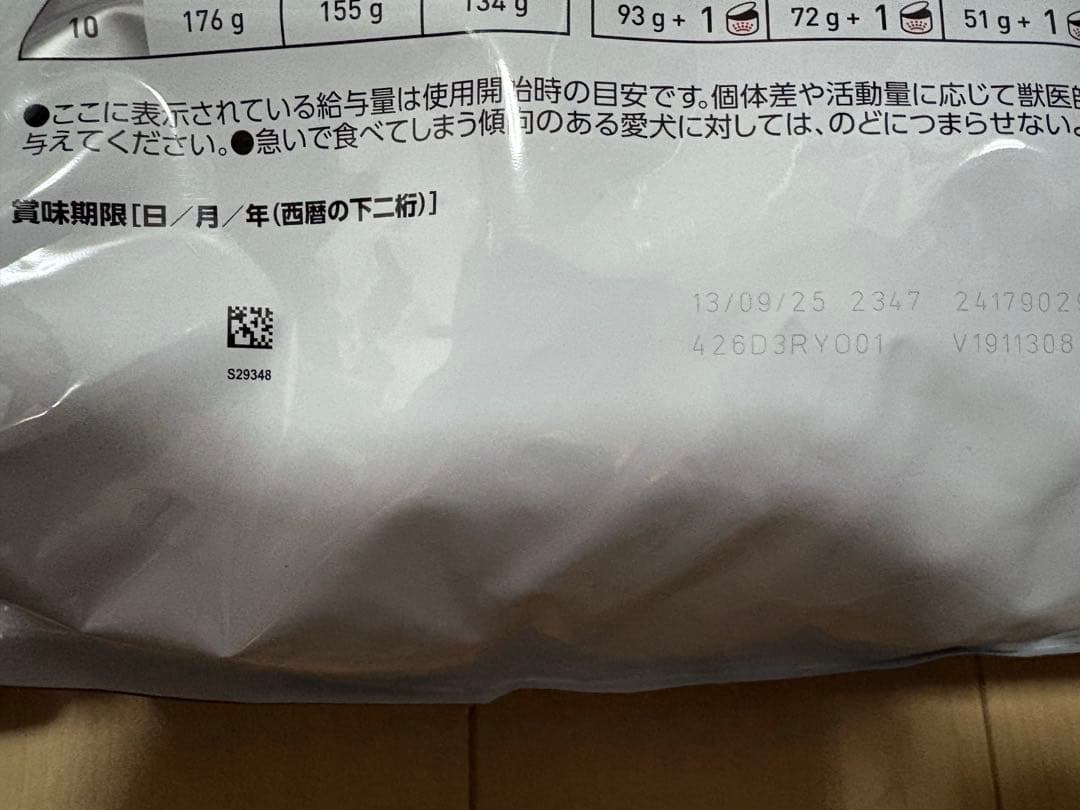 10 176 g 155 g 134 g 93 g + 1 72 g + 1 51 g + 1
●ここに表示されている給与量は使用開始時の目安です。個体差や活動量に応じて獣医師
与えてください。●急いで食べてしまう傾向のある愛犬に対しては、のどにつまらせない
賞味期限[日/月/年(西暦の下二桁)]
13/09/25 2347 2417902
426D3RYO01 V1911308
S29348